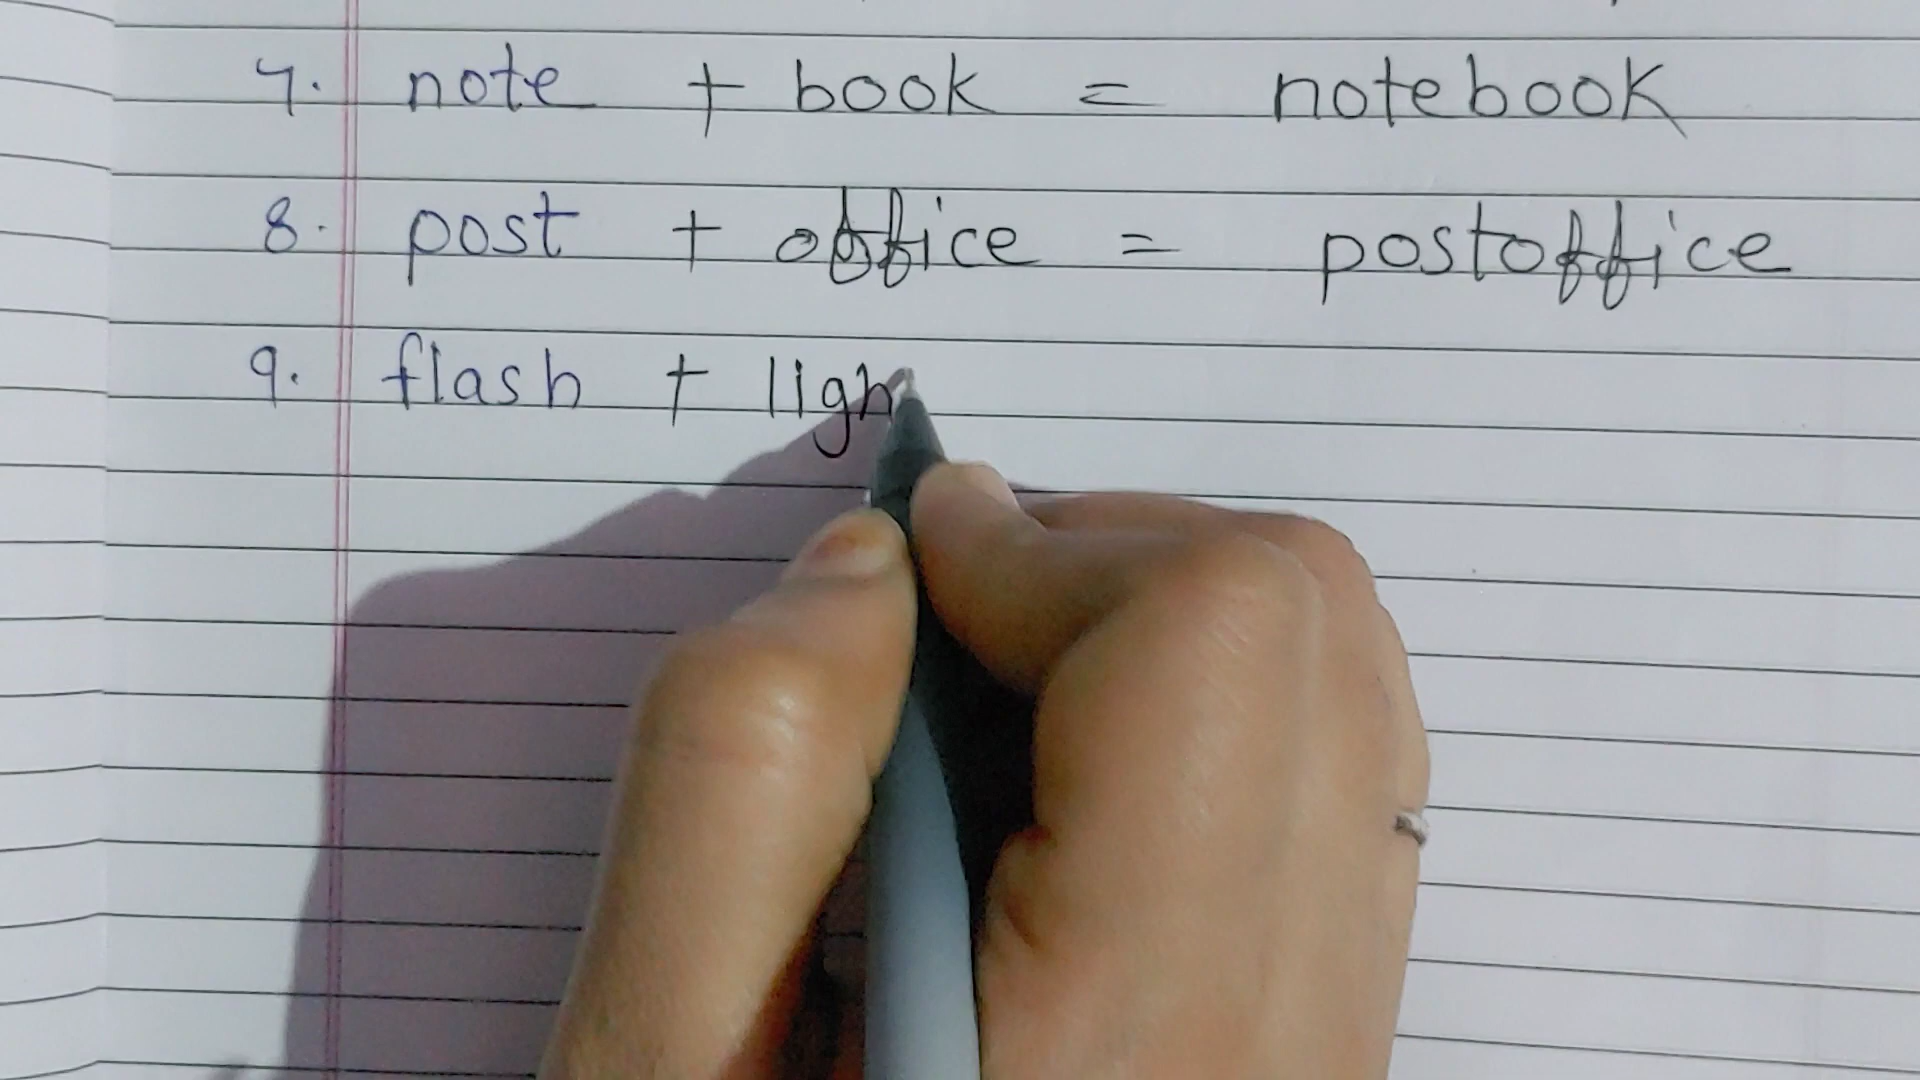 7. note + book = notebook
8. post + office = postoffice
9. flash + ligh